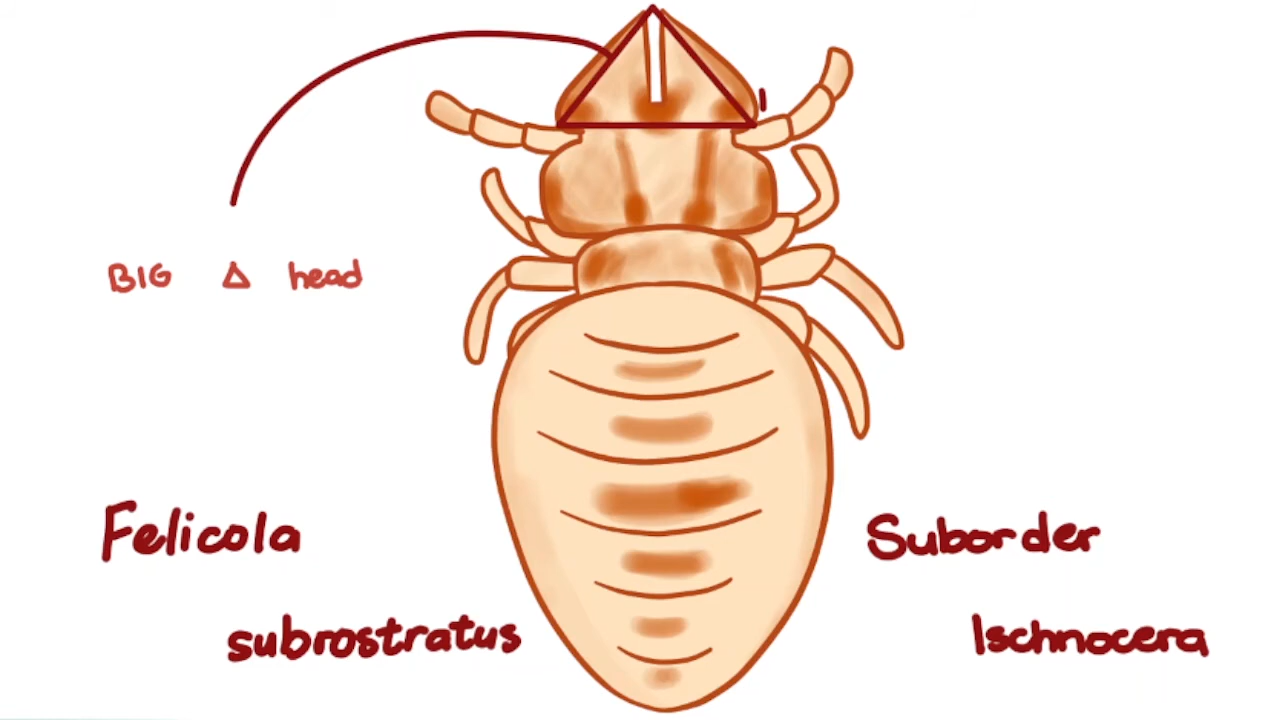 BIG Δ head
Felicola
subrostratus
Suborder
Ischnocera